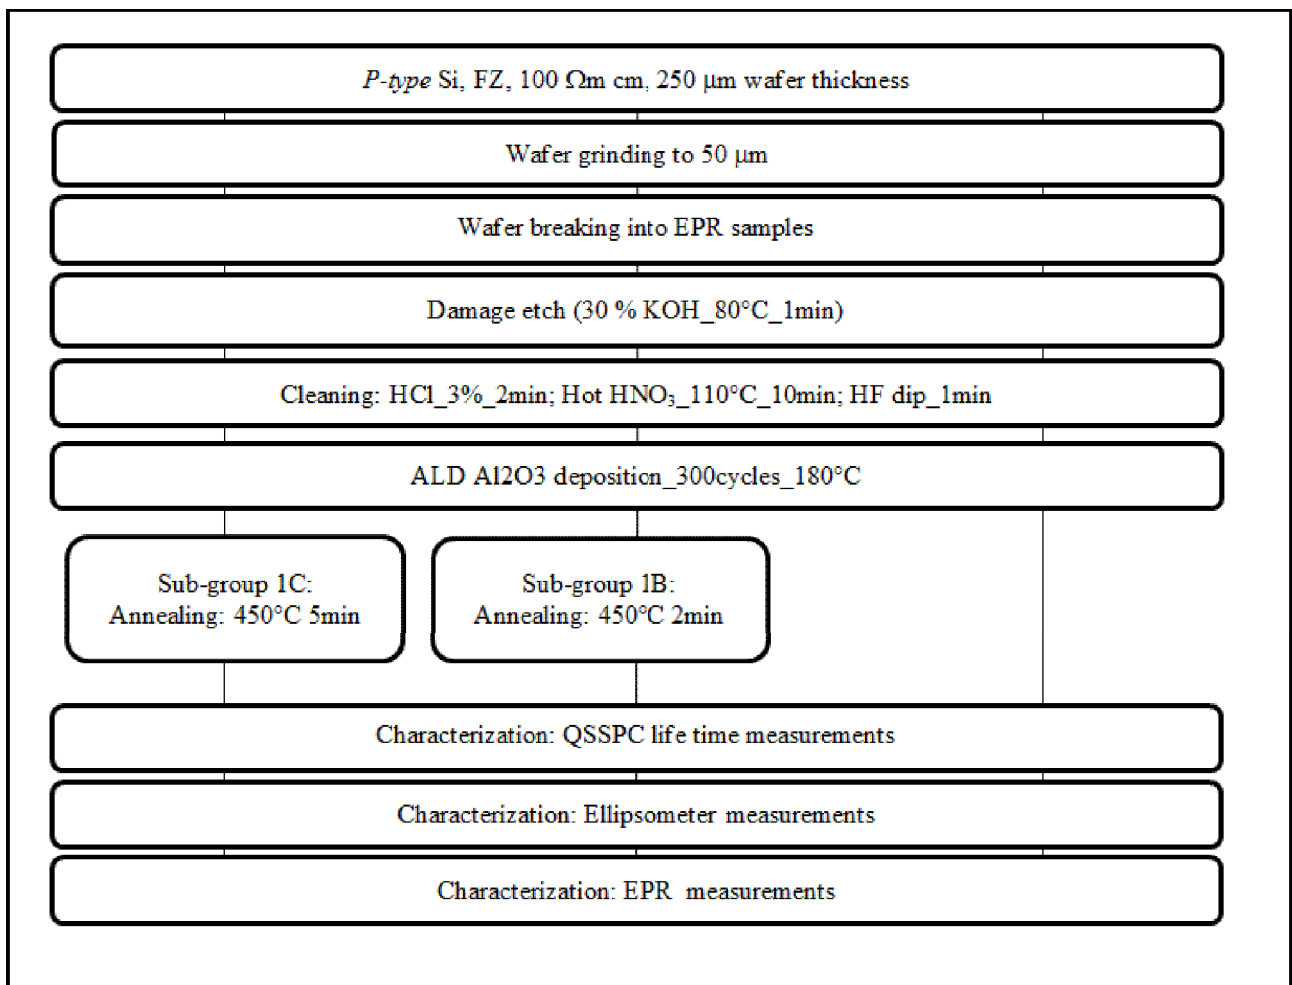 P-type Si, FZ, 100 Ωm cm, 250 μm wafer thickness
Wafer grinding to 50 μm
Wafer breaking into EPR samples
Damage etch (30 % KOH_80°C_1min)
Cleaning: HCl_3%_2min; Hot HNO₃_110°C_10min; HF dip_1min
ALD Al2O3 deposition_300cycles_180°C
Sub-group 1C:
Annealing: 450°C 5min
Sub-group 1B:
Annealing: 450°C 2min
Characterization: QSSPC life time measurements
Characterization: Ellipsometer measurements
Characterization: EPR  measurements